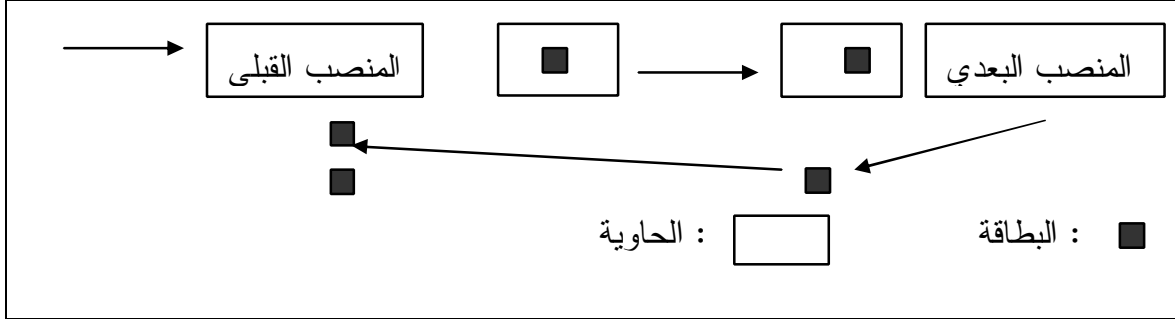 المنصب البعدي
المنصب القبلى
: البطاقة
: الحاوية